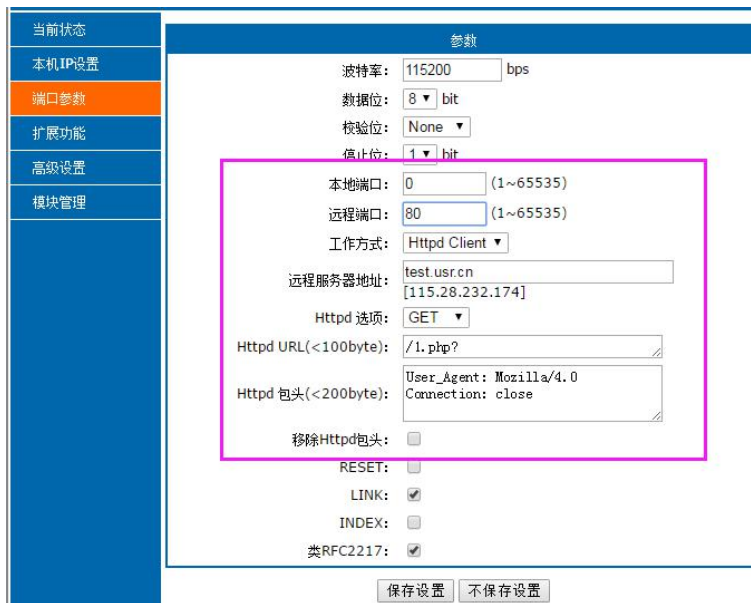 当前状态
本机IP设置
端口参数
扩展功能
高级设置
模块管理
参数
波特率： 115200 bps
数据位： 8 bit
校验位： None
停止位： 1 bit
本地端口： 0 (1~65535)
远程端口： 80 (1~65535)
工作方式： Httpd Client
远程服务器地址： test.usr.cn
[115.28.232.174]
Httpd 选项： GET
Httpd URL(<100byte)： /1.php?
Httpd 包头(<200byte)： User_Agent: Mozilla/4.0
Connection: close
移除Httpd包头：
RESET：
LINK：
INDEX：
类RFC2217：
保存设置 不保存设置